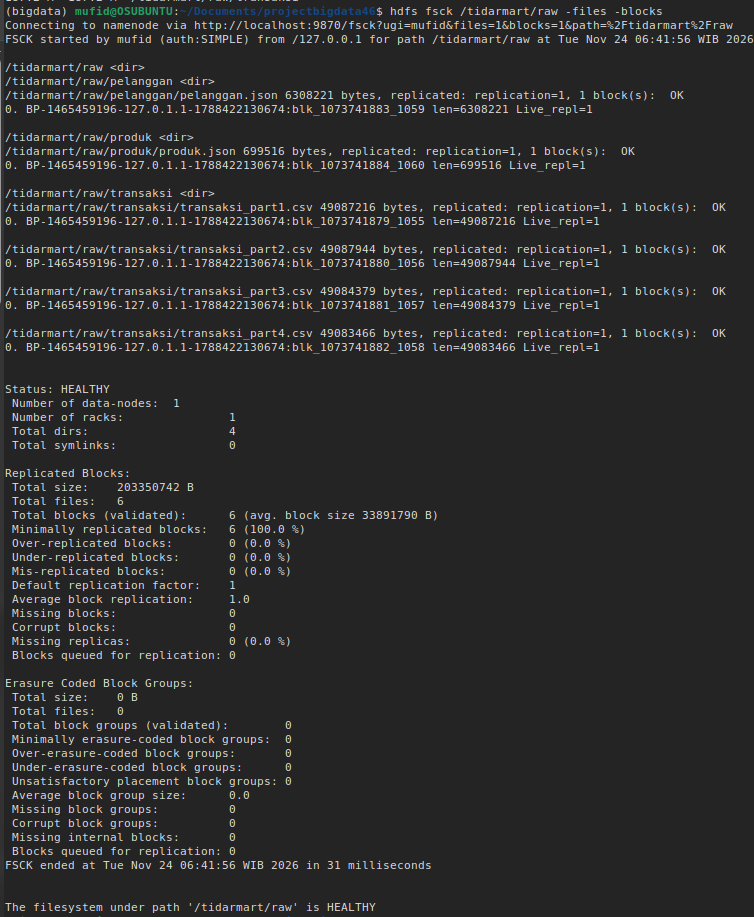 (bigdata) mufid@OSUBUNTU:~/Documents/projectbigdata46$ hdfs fsck /tidarmart/raw -files -blocks
Connecting to namenode via http://localhost:9870/fsck?ugi=mufid&files=1&blocks=1&path=%2Ftidarmart%2Fraw
FSCK started by mufid (auth:SIMPLE) from /127.0.0.1 for path /tidarmart/raw at Tue Nov 24 06:41:56 WIB 2026
/tidarmart/raw <dir>
/tidarmart/raw/pelanggan <dir>
/tidarmart/raw/pelanggan/pelanggan.json 6308221 bytes, replicated: replication=1, 1 block(s):  OK
0. BP-1465459196-127.0.1.1-1788422130674:blk_1073741883_1059 len=6308221 Live_repl=1
/tidarmart/raw/produk <dir>
/tidarmart/raw/produk/produk.json 699516 bytes, replicated: replication=1, 1 block(s):  OK
0. BP-1465459196-127.0.1.1-1788422130674:blk_1073741884_1060 len=699516 Live_repl=1
/tidarmart/raw/transaksi <dir>
/tidarmart/raw/transaksi/transaksi_part1.csv 49087216 bytes, replicated: replication=1, 1 block(s):  OK
0. BP-1465459196-127.0.1.1-1788422130674:blk_1073741879_1055 len=49087216 Live_repl=1
/tidarmart/raw/transaksi/transaksi_part2.csv 49087944 bytes, replicated: replication=1, 1 block(s):  OK
0. BP-1465459196-127.0.1.1-1788422130674:blk_1073741880_1056 len=49087944 Live_repl=1
/tidarmart/raw/transaksi/transaksi_part3.csv 49084379 bytes, replicated: replication=1, 1 block(s):  OK
0. BP-1465459196-127.0.1.1-1788422130674:blk_1073741881_1057 len=49084379 Live_repl=1
/tidarmart/raw/transaksi/transaksi_part4.csv 49083466 bytes, replicated: replication=1, 1 block(s):  OK
0. BP-1465459196-127.0.1.1-1788422130674:blk_1073741882_1058 len=49083466 Live_repl=1
Status: HEALTHY
Number of data-nodes:  1
Number of racks:  1
Total dirs:  4
Total symlinks:  0
Replicated Blocks:
Total size:  203350742 B
Total files:  6
Total blocks (validated):  6 (avg. block size 33891790 B)
Minimally replicated blocks:  6 (100.0 %)
Over-replicated blocks:  0 (0.0 %)
Under-replicated blocks:  0 (0.0 %)
Mis-replicated blocks:  0 (0.0 %)
Default replication factor:  1
Average block replication:  1.0
Missing blocks:  0
Corrupt blocks:  0
Missing replicas:  0 (0.0 %)
Blocks queued for replication: 0
Erasure Coded Block Groups:
Total size:  0 B
Total files:  0
Total block groups (validated):  0
Minimally erasure-coded block groups:  0
Over-erasure-coded block groups:  0
Under-erasure-coded block groups:  0
Unsatisfactory placement block groups: 0
Average block group size:  0.0
Missing block groups:  0
Corrupt block groups:  0
Missing internal blocks:  0
Blocks queued for replication: 0
FSCK ended at Tue Nov 24 06:41:56 WIB 2026 in 31 milliseconds
The filesystem under path '/tidarmart/raw' is HEALTHY